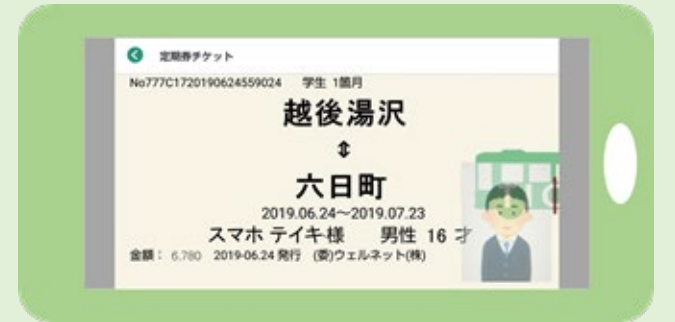 定期券チケット
No777C1720190624559024 学生 1箇月
越後湯沢
⇕
六日町
2019.06.24～2019.07.23
スマホ テイキ様 男性 16 才
金額： 6,780 2019-06.24 発行 (委)ウェルネット(株)